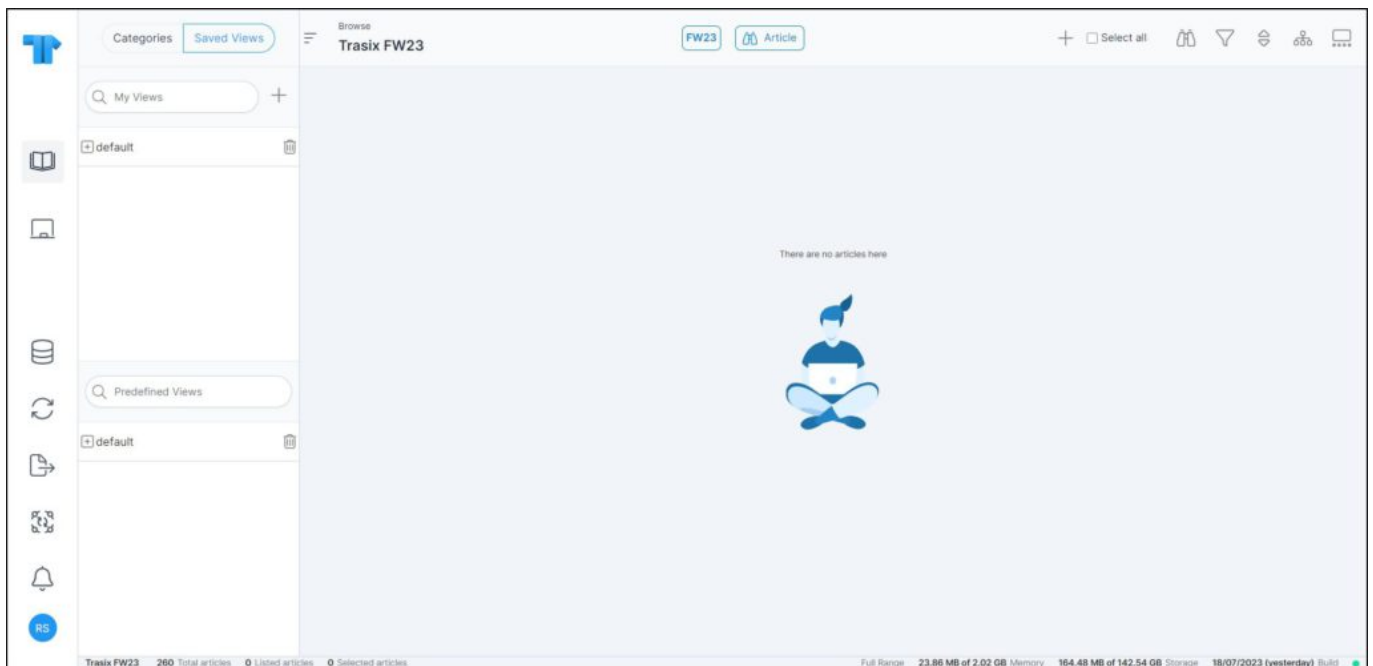 Categories
Saved Views
Browse
Trasix FW23
FW23
Article
Select all
My Views
default
There are no articles here
Predefined Views
default
RS
Trasix FW23 260 Total articles 0 Listed articles 0 Selected articles
Full Range 23.86 MB of 2.02 GB Memory 164.48 MB of 142.54 GB Storage 18/07/2023 (yesterday) Build